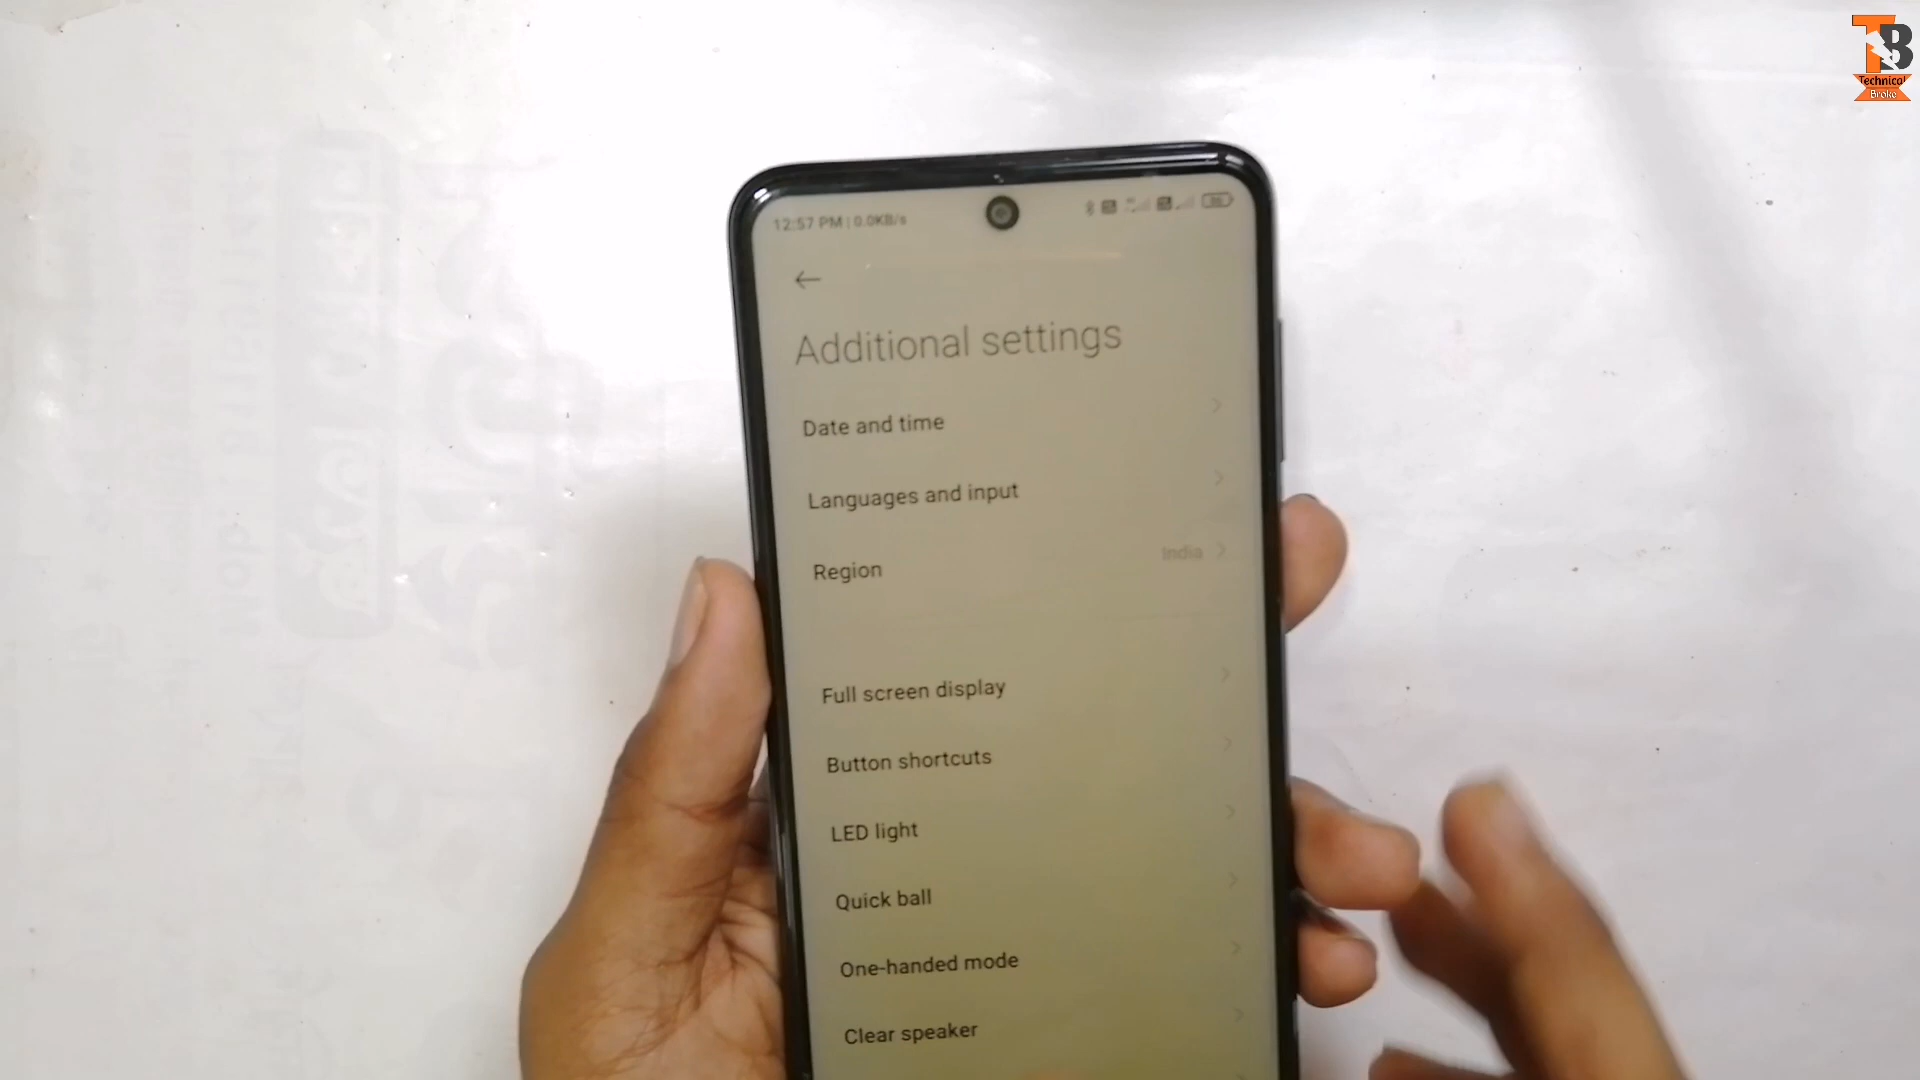 TB
Technical
Broke
12:57 PM | 0.0KB/s
Additional settings
Date and time
Languages and input
Region
India
Full screen display
Button shortcuts
LED light
Quick ball
One-handed mode
Clear speaker